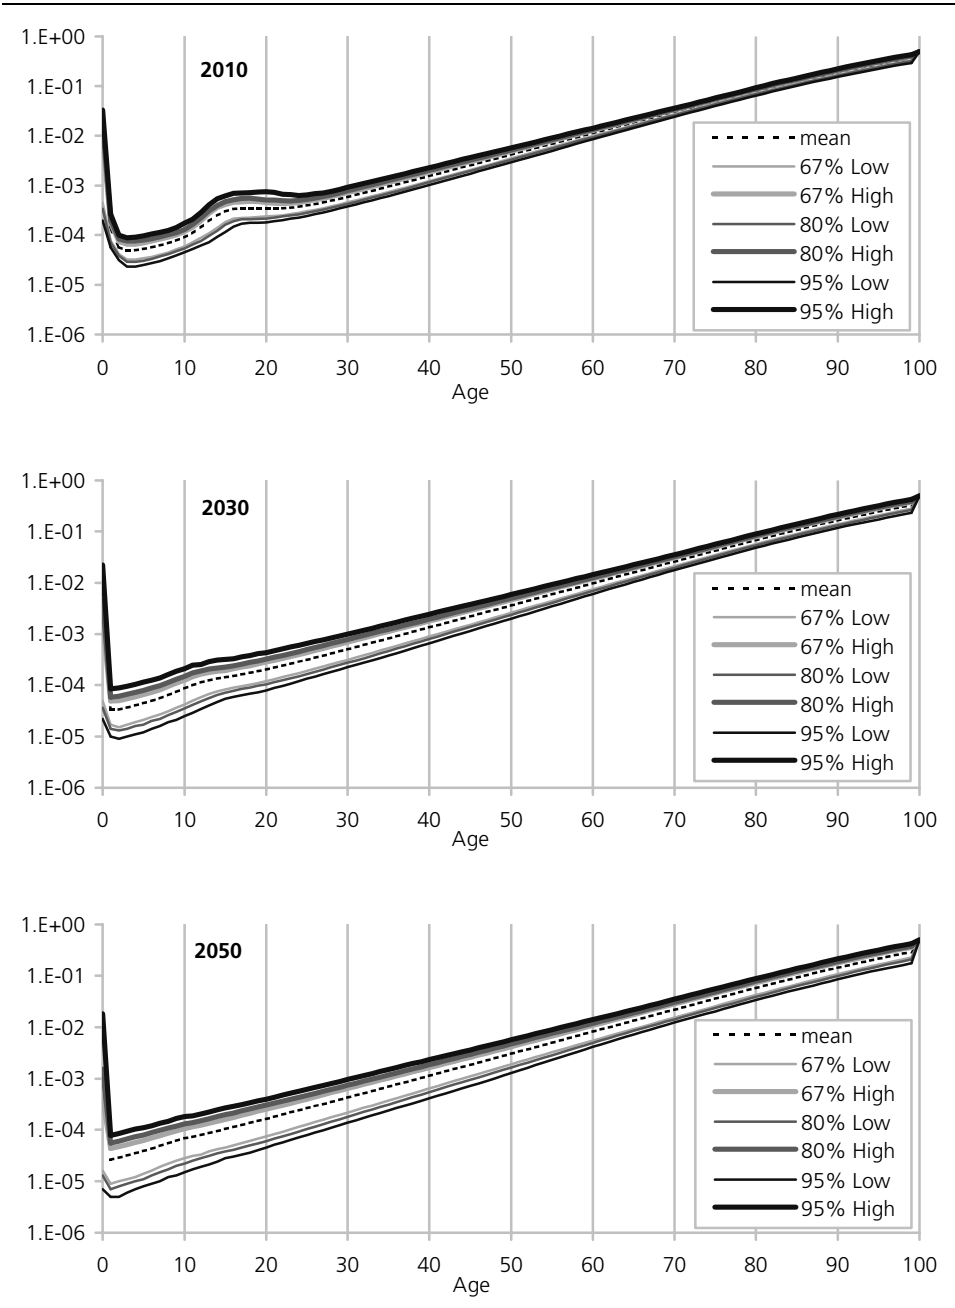 1.E+00
2010
1.E-01
1.E-02
1.E-03
1.E-04
1.E-05
1.E-06
mean
67% Low
67% High
80% Low
80% High
95% Low
95% High
0 10 20 30 40 50 60 70 80 90 100
Age
1.E+00
2030
1.E-01
1.E-02
1.E-03
1.E-04
1.E-05
1.E-06
mean
67% Low
67% High
80% Low
80% High
95% Low
95% High
0 10 20 30 40 50 60 70 80 90 100
Age
1.E+00
2050
1.E-01
1.E-02
1.E-03
1.E-04
1.E-05
1.E-06
mean
67% Low
67% High
80% Low
80% High
95% Low
95% High
0 10 20 30 40 50 60 70 80 90 100
Age